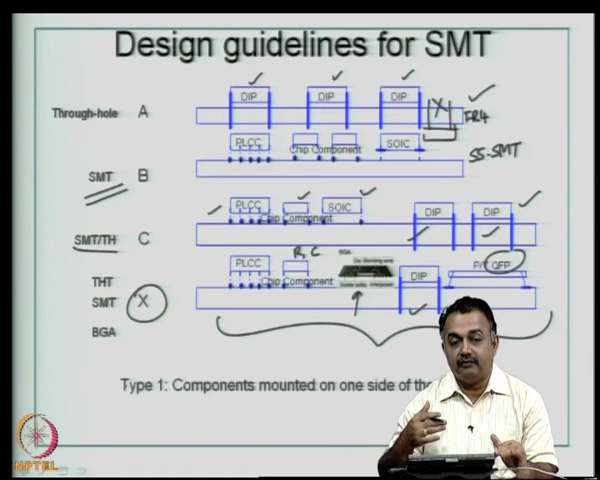 Design guidelines for SMT
Through-hole A DIP DIP DIP X FR4
PLCC Chip Component SOIC SS-SMT
SMT B
PLCC SOIC DIP DIP
SMT/TH C Chip Component
R, C BGA
THT PLCC DIP QFP
SMT X Chip Component
BGA
Type 1: Components mounted on one side of the
NPTEL